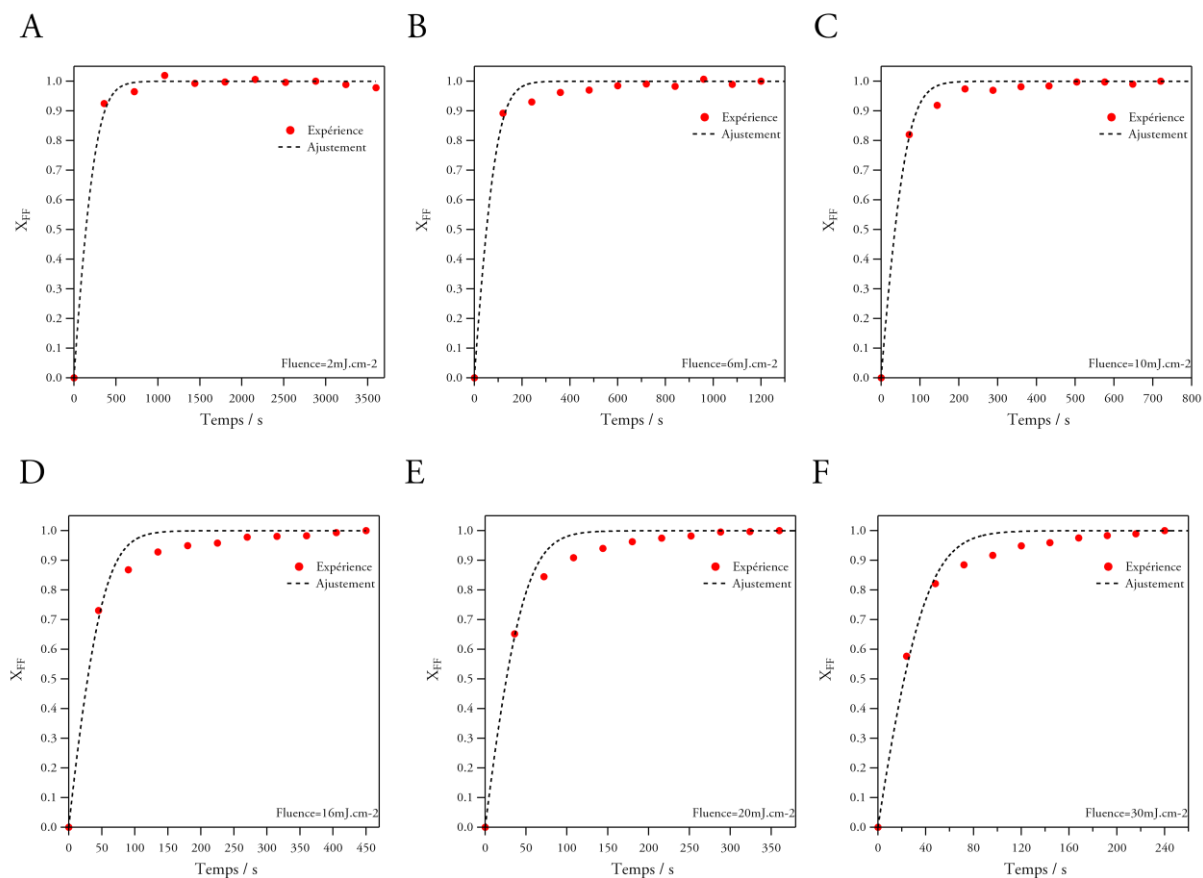 A
1.0
0.9
0.8
0.7
0.6
0.5
0.4
0.3
0.2
0.1
0.0
X_FF
Expérience
Ajustement
Fluence=2mJ.cm-2
0 500 1000 1500 2000 2500 3000 3500
Temps / s
B
1.0
0.9
0.8
0.7
0.6
0.5
0.4
0.3
0.2
0.1
0.0
X_FF
Expérience
Ajustement
Fluence=6mJ.cm-2
0 200 400 600 800 1000 1200
Temps / s
C
1.0
0.9
0.8
0.7
0.6
0.5
0.4
0.3
0.2
0.1
0.0
X_FF
Expérience
Ajustement
Fluence=10mJ.cm-2
0 100 200 300 400 500 600 700 800
Temps / s
D
1.0
0.9
0.8
0.7
0.6
0.5
0.4
0.3
0.2
0.1
0.0
X_FF
Expérience
Ajustement
Fluence=16mJ.cm-2
0 50 100 150 200 250 300 350 400 450
Temps / s
E
1.0
0.9
0.8
0.7
0.6
0.5
0.4
0.3
0.2
0.1
0.0
X_FF
Expérience
Ajustement
Fluence=20mJ.cm-2
0 50 100 150 200 250 300 350
Temps / s
F
1.0
0.9
0.8
0.7
0.6
0.5
0.4
0.3
0.2
0.1
0.0
X_FF
Expérience
Ajustement
Fluence=30mJ.cm-2
0 40 80 120 160 200 240
Temps / s